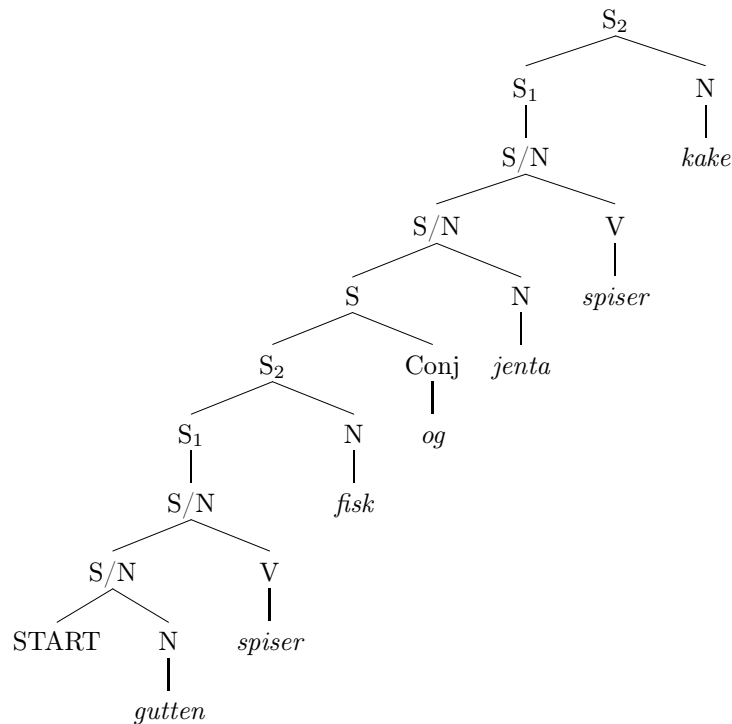 S₂
S₁ N
S/N kake
S/N V
S N spiser
S₂ Conj jenta
S₁ N og
S/N fisk
S/N V
START N spiser
gutten